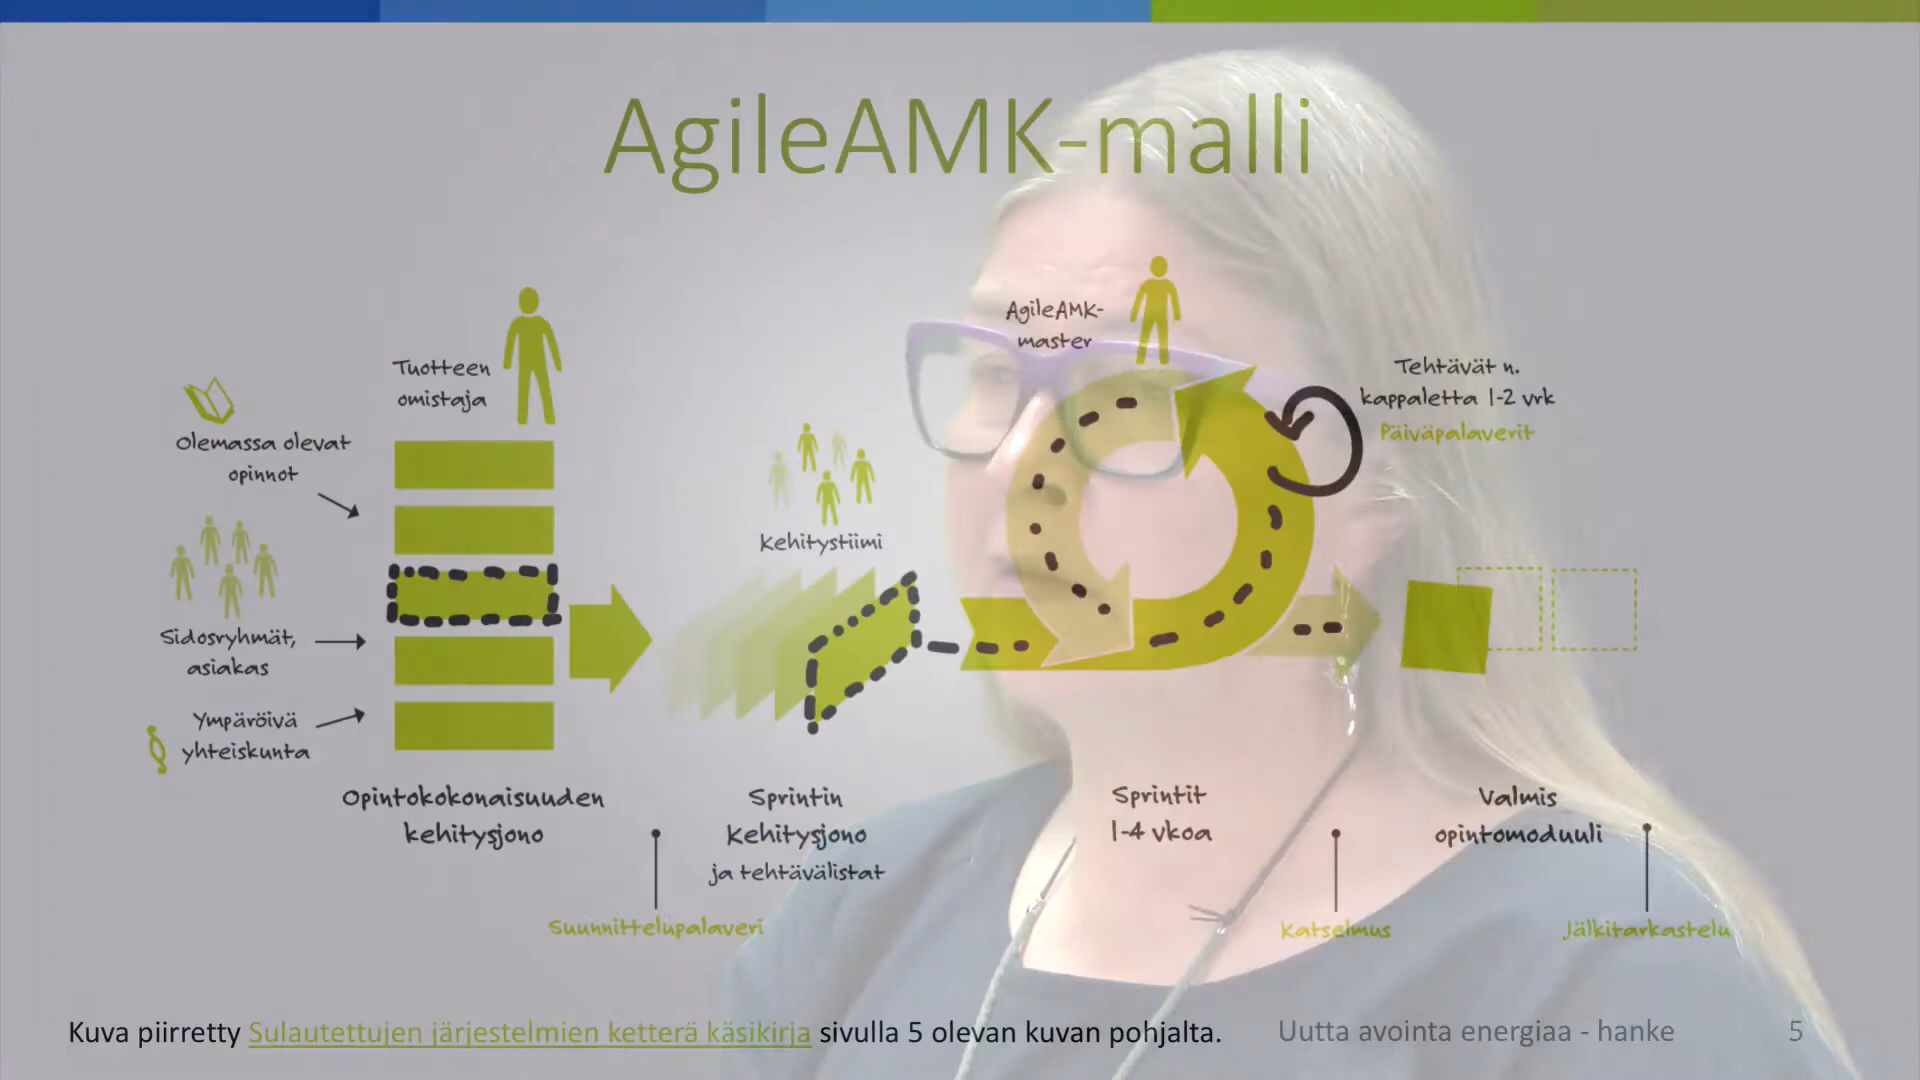 AgileAMK-malli
AgileAMK-
master
Tuotteen
omistaja
Tehtävät n.
kappaletta 1-2 vrk
Päiväpalaverit
Olemassa olevat
opinnot
Kehitystiimi
Sidosryhmät,
asiakas
Ympäröivä
yhteiskunta
Opintokokonaisuuden
kehitysjono
Sprintin
kehitysjono
ja tehtävälistat
Sprintit
1-4 vkoa
Valmis
opintomoduuli
Suunnittelupalaveri
Katselmus
Jälkitarkastelu
Kuva piirretty Sulautettujen järjestelmien ketterä käsikirja sivulla 5 olevan kuvan pohjalta.
Uutta avointa energiaa - hanke
5